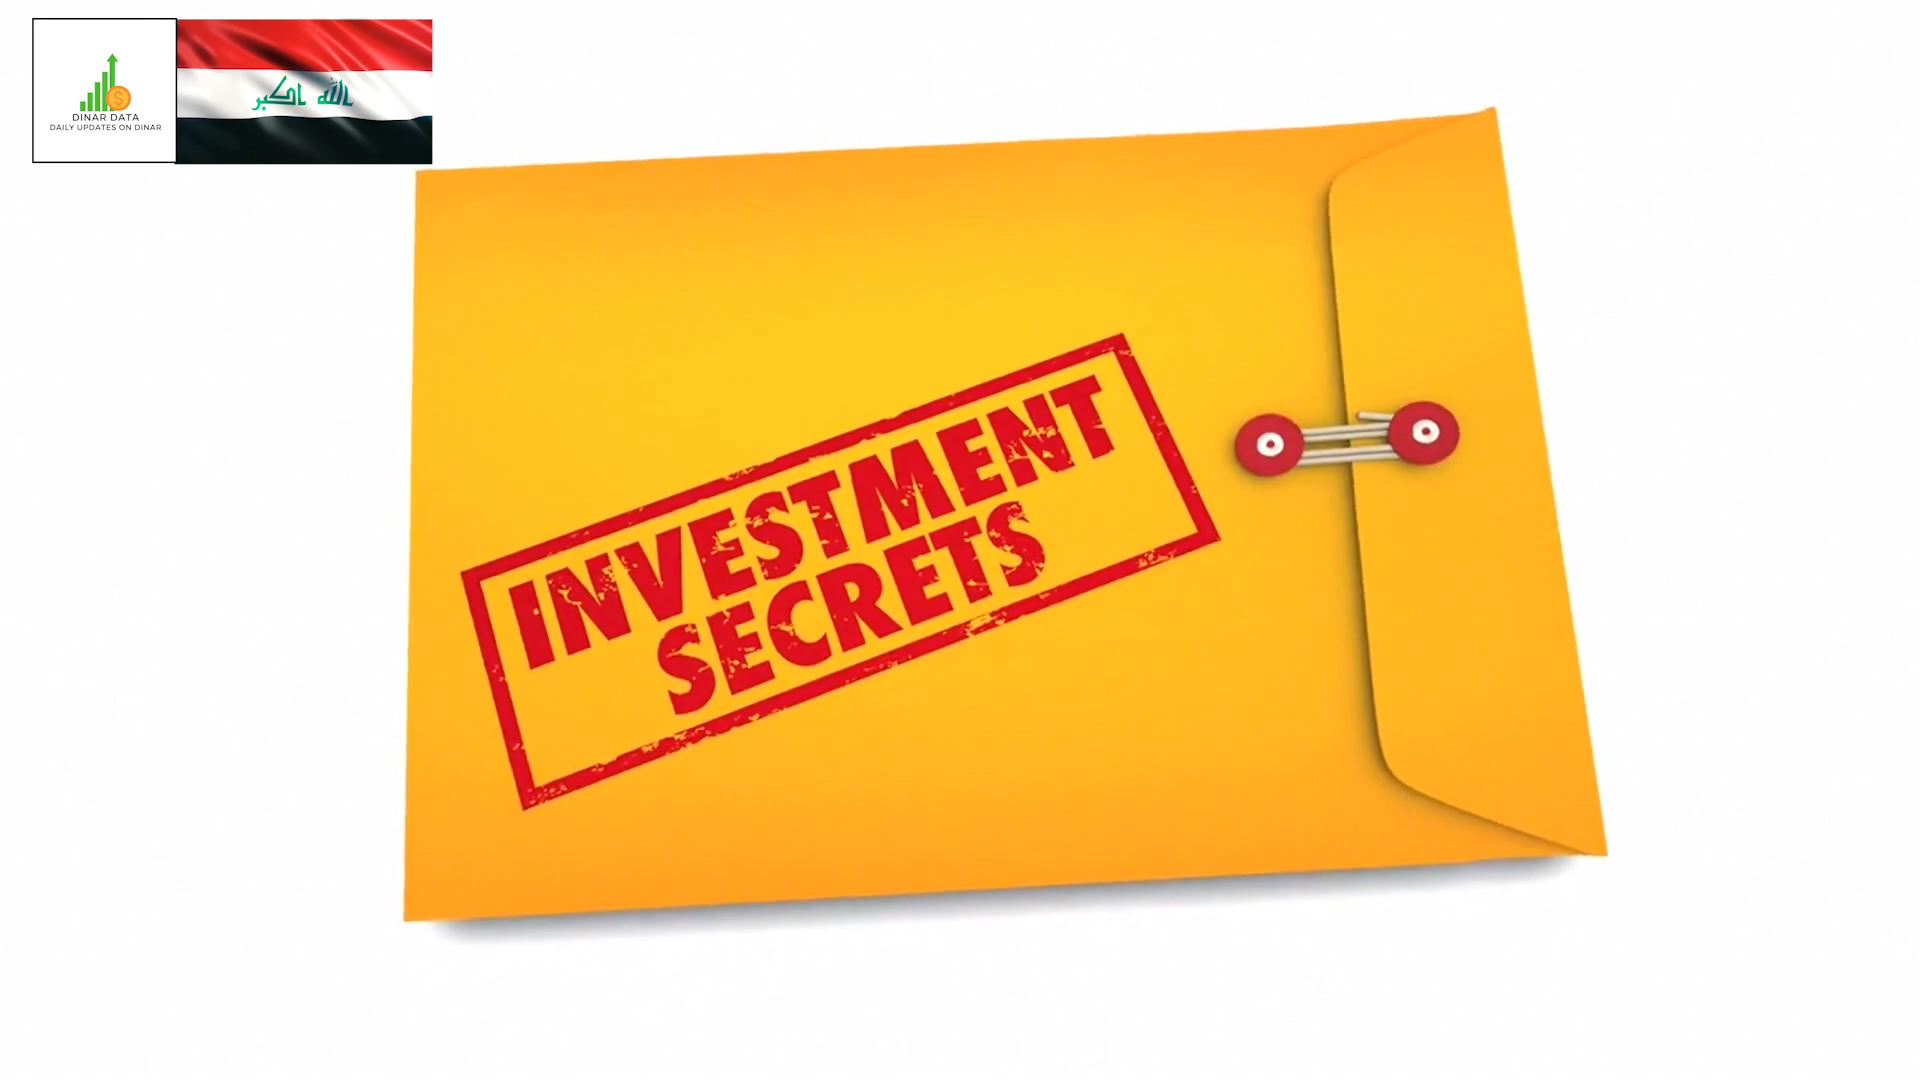 DINAR DATA
DAILY UPDATES ON DINAR
الله اكبر
INVESTMENT
SECRETS